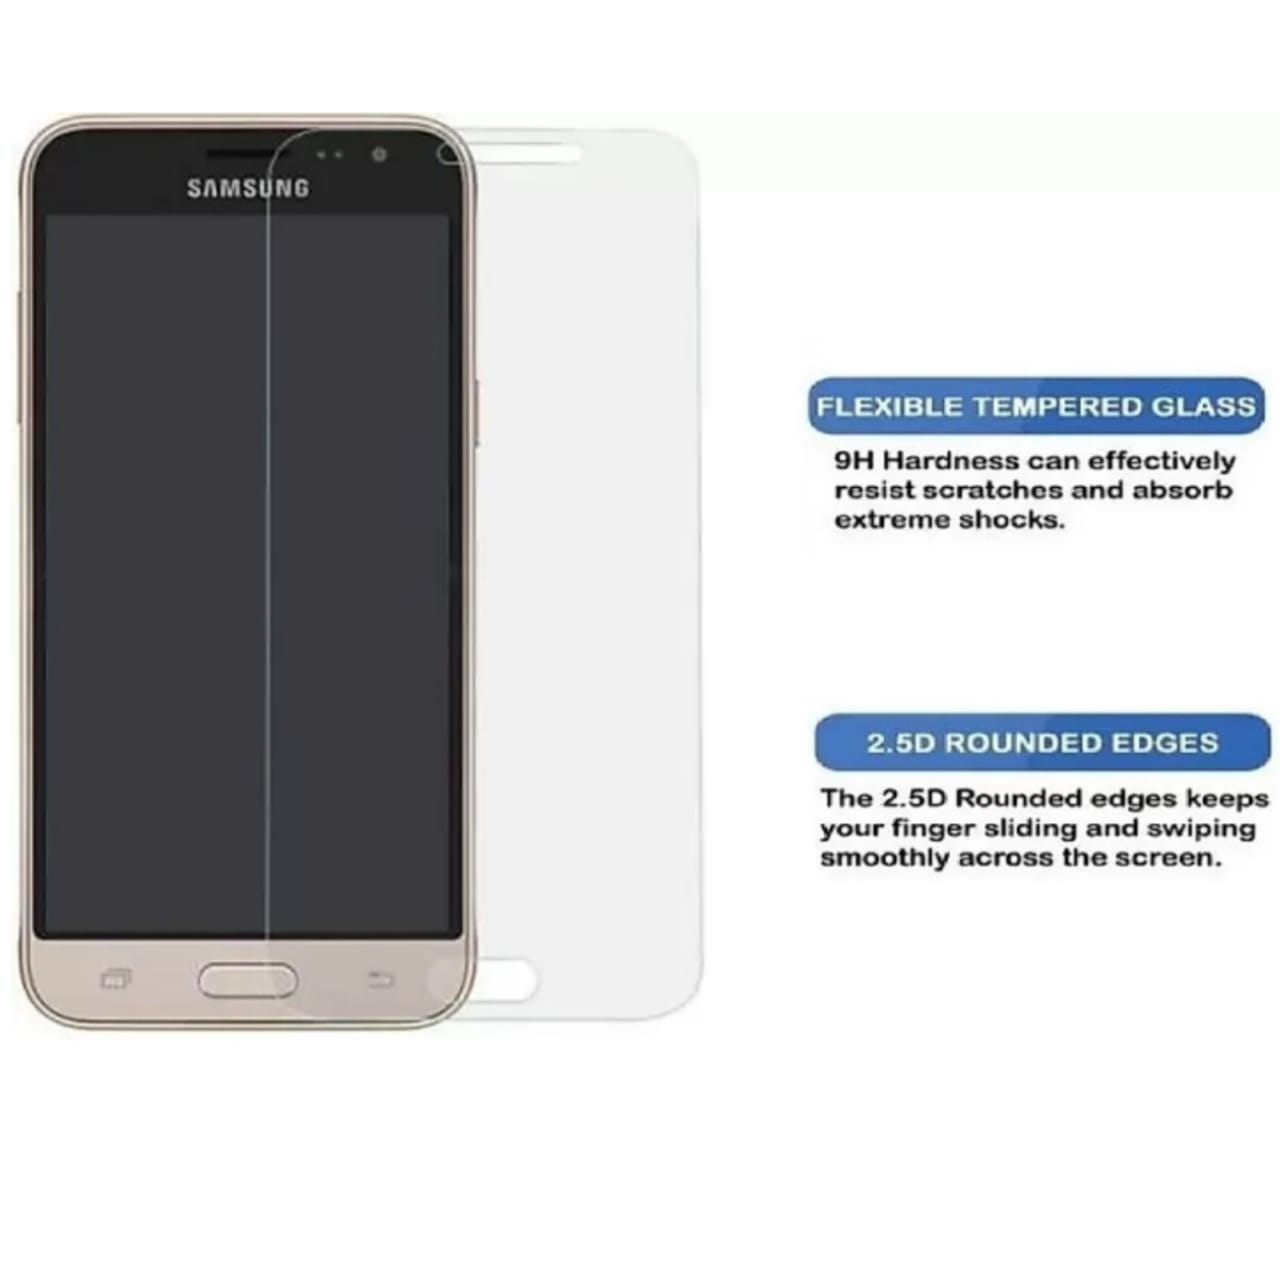 SAMSUNG
FLEXIBLE TEMPERED GLASS
9H Hardness can effectively
resist scratches and absorb
extreme shocks.
2.5D ROUNDED EDGES
The 2.5D Rounded edges keeps
your finger sliding and swiping
smoothly across the screen.